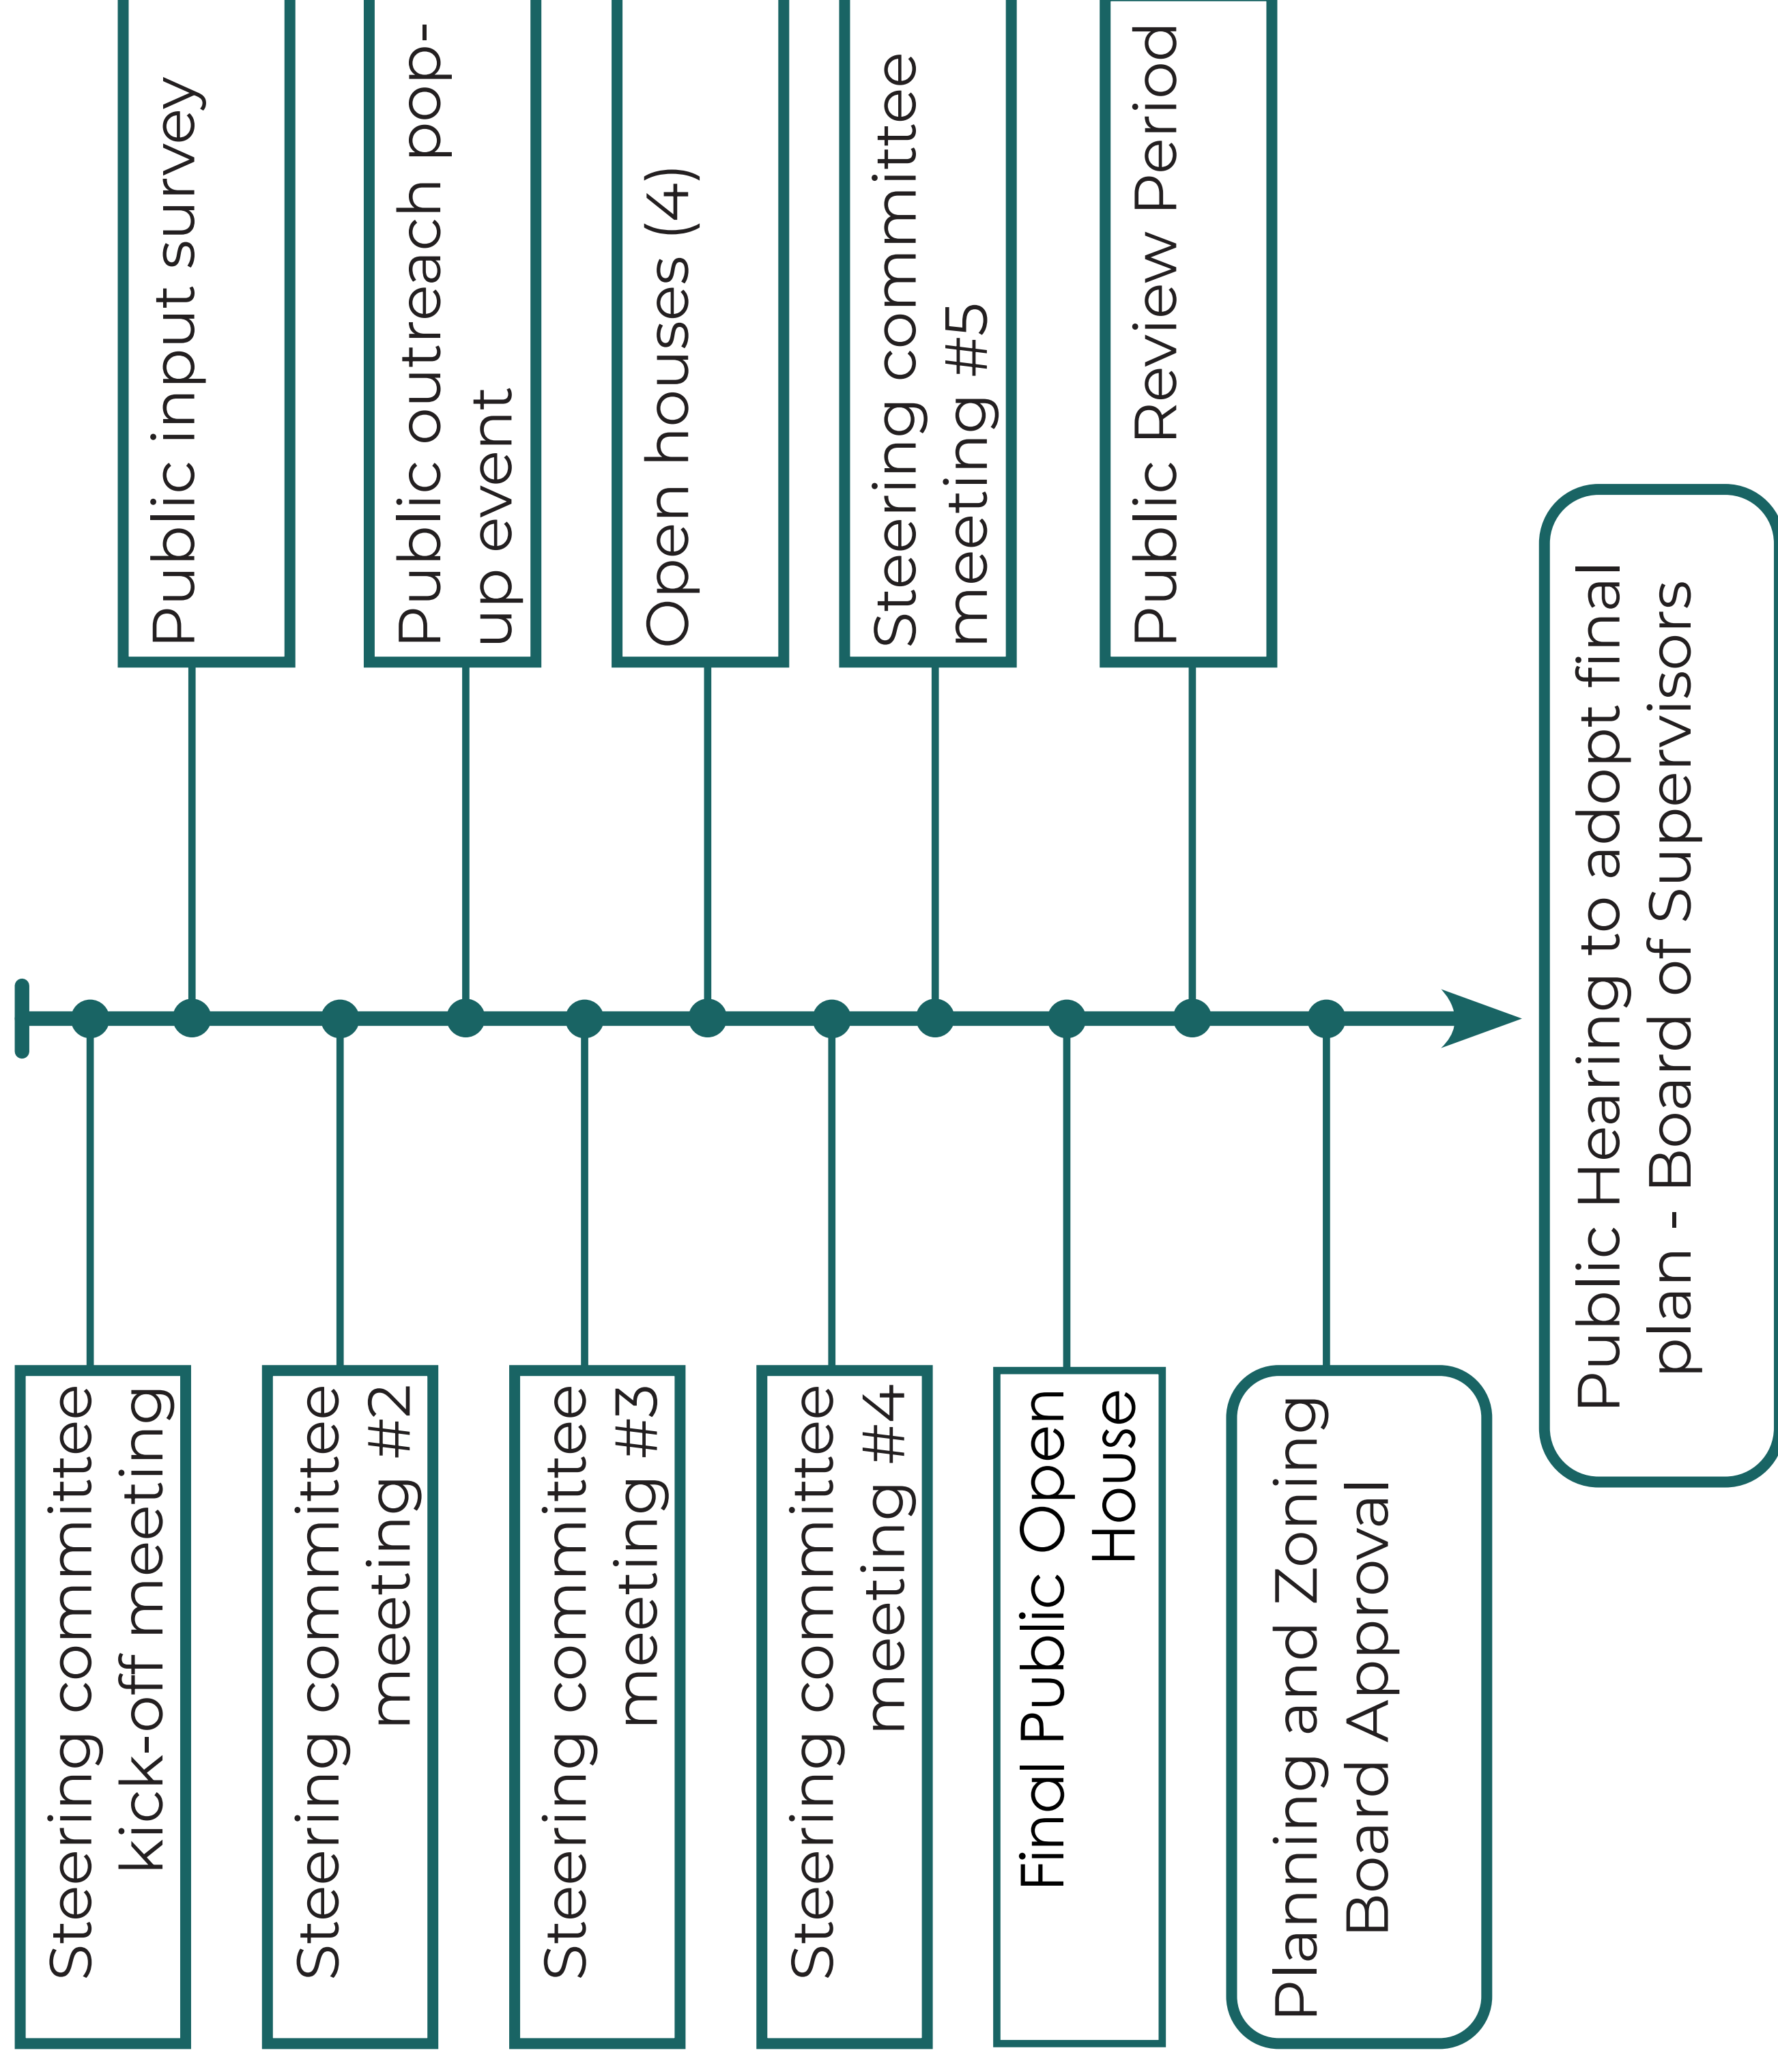 Steering committee
kick-off meeting
Public input survey
Steering committee
meeting #2
Public outreach pop-
up event
Steering committee
meeting #3
Open houses (4)
Steering committee
meeting #4
Steering committee
meeting #5
Final Public Open
House
Public Review Period
Planning and Zoning
Board Approval
Public Hearing to adopt final
plan - Board of Supervisors